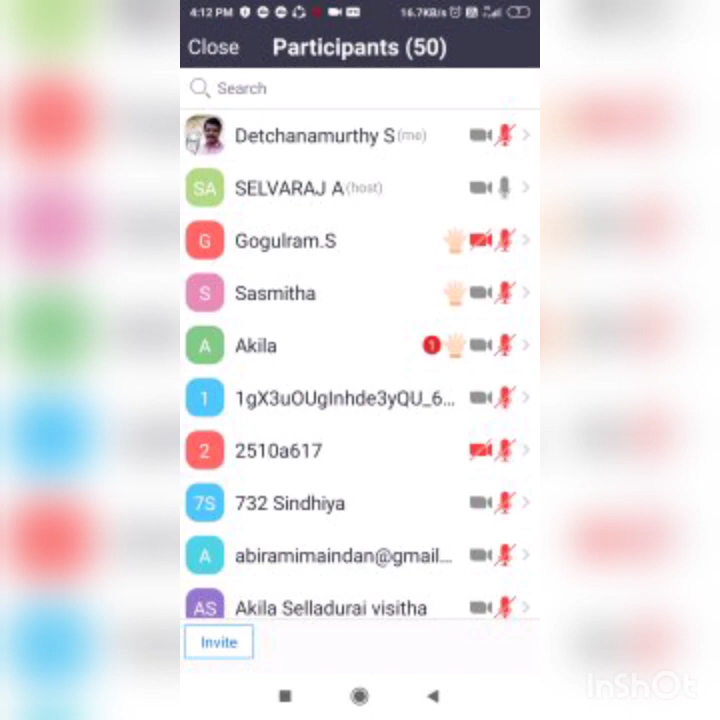 4:12 PM 16.7KB/s
Close Participants (50)
Search
Detchanamurthy S (me)
SA SELVARAJ A (host)
G Gogulram.S
S Sasmitha
A Akila 1
1 1gX3uOUgInhde3yQU_6...
2 2510a617
7S 732 Sindhiya
A abiramimaindan@gmail...
AS Akila Selladurai visitha
Invite
InShOt